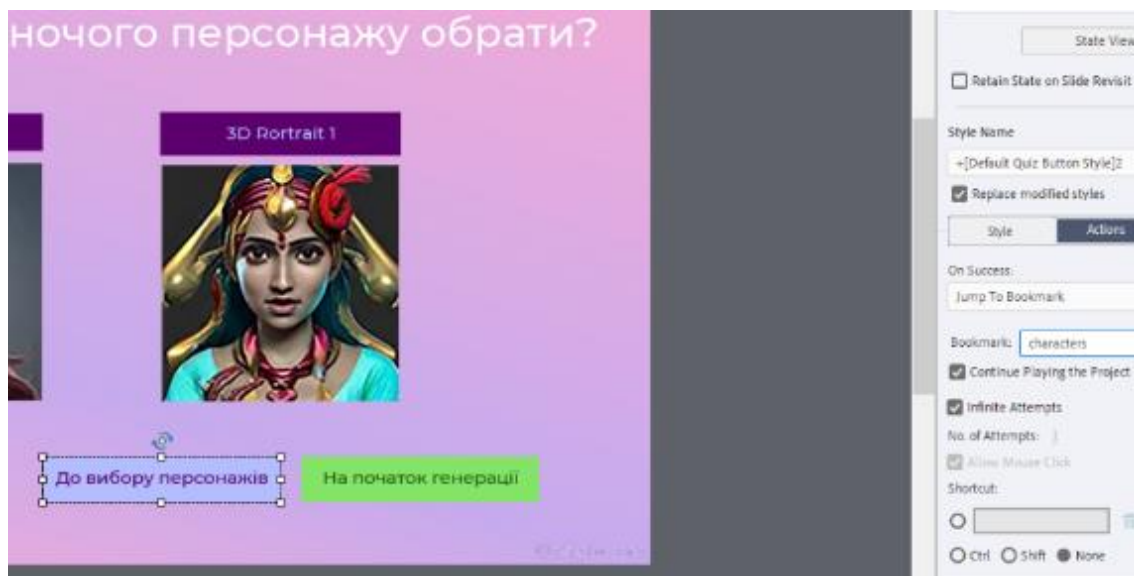 ночого персонажу обрати?
3D Rortrait 1
До вибору персонажів
На початок генерації
State View
Retain State on Slide Revisit
Style Name
+[Default Quiz Button Style]2
Replace modified styles
Style Actions
On Success:
Jump To Bookmark
Bookmark: characters
Continue Playing the Project
Infinite Attempts
No. of Attempts:
Allow Mouse Click
Shortcut:
Ctrl Shift None